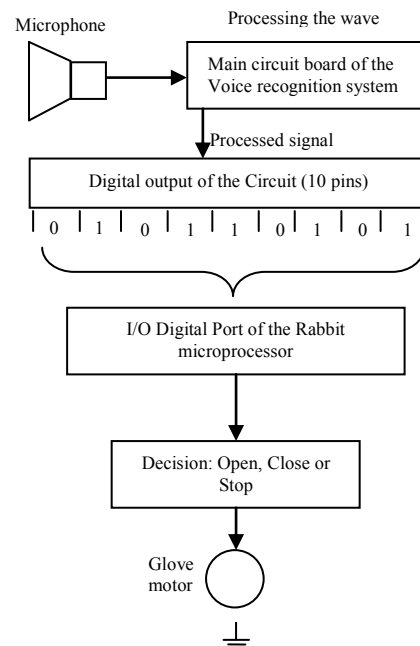 Processing the wave
Microphone
Main circuit board of the
Voice recognition system
Processed signal
Digital output of the Circuit (10 pins)
0 1 0 1 1 0 1 0 1
I/O Digital Port of the Rabbit
microprocessor
Decision: Open, Close or
Stop
Glove
motor